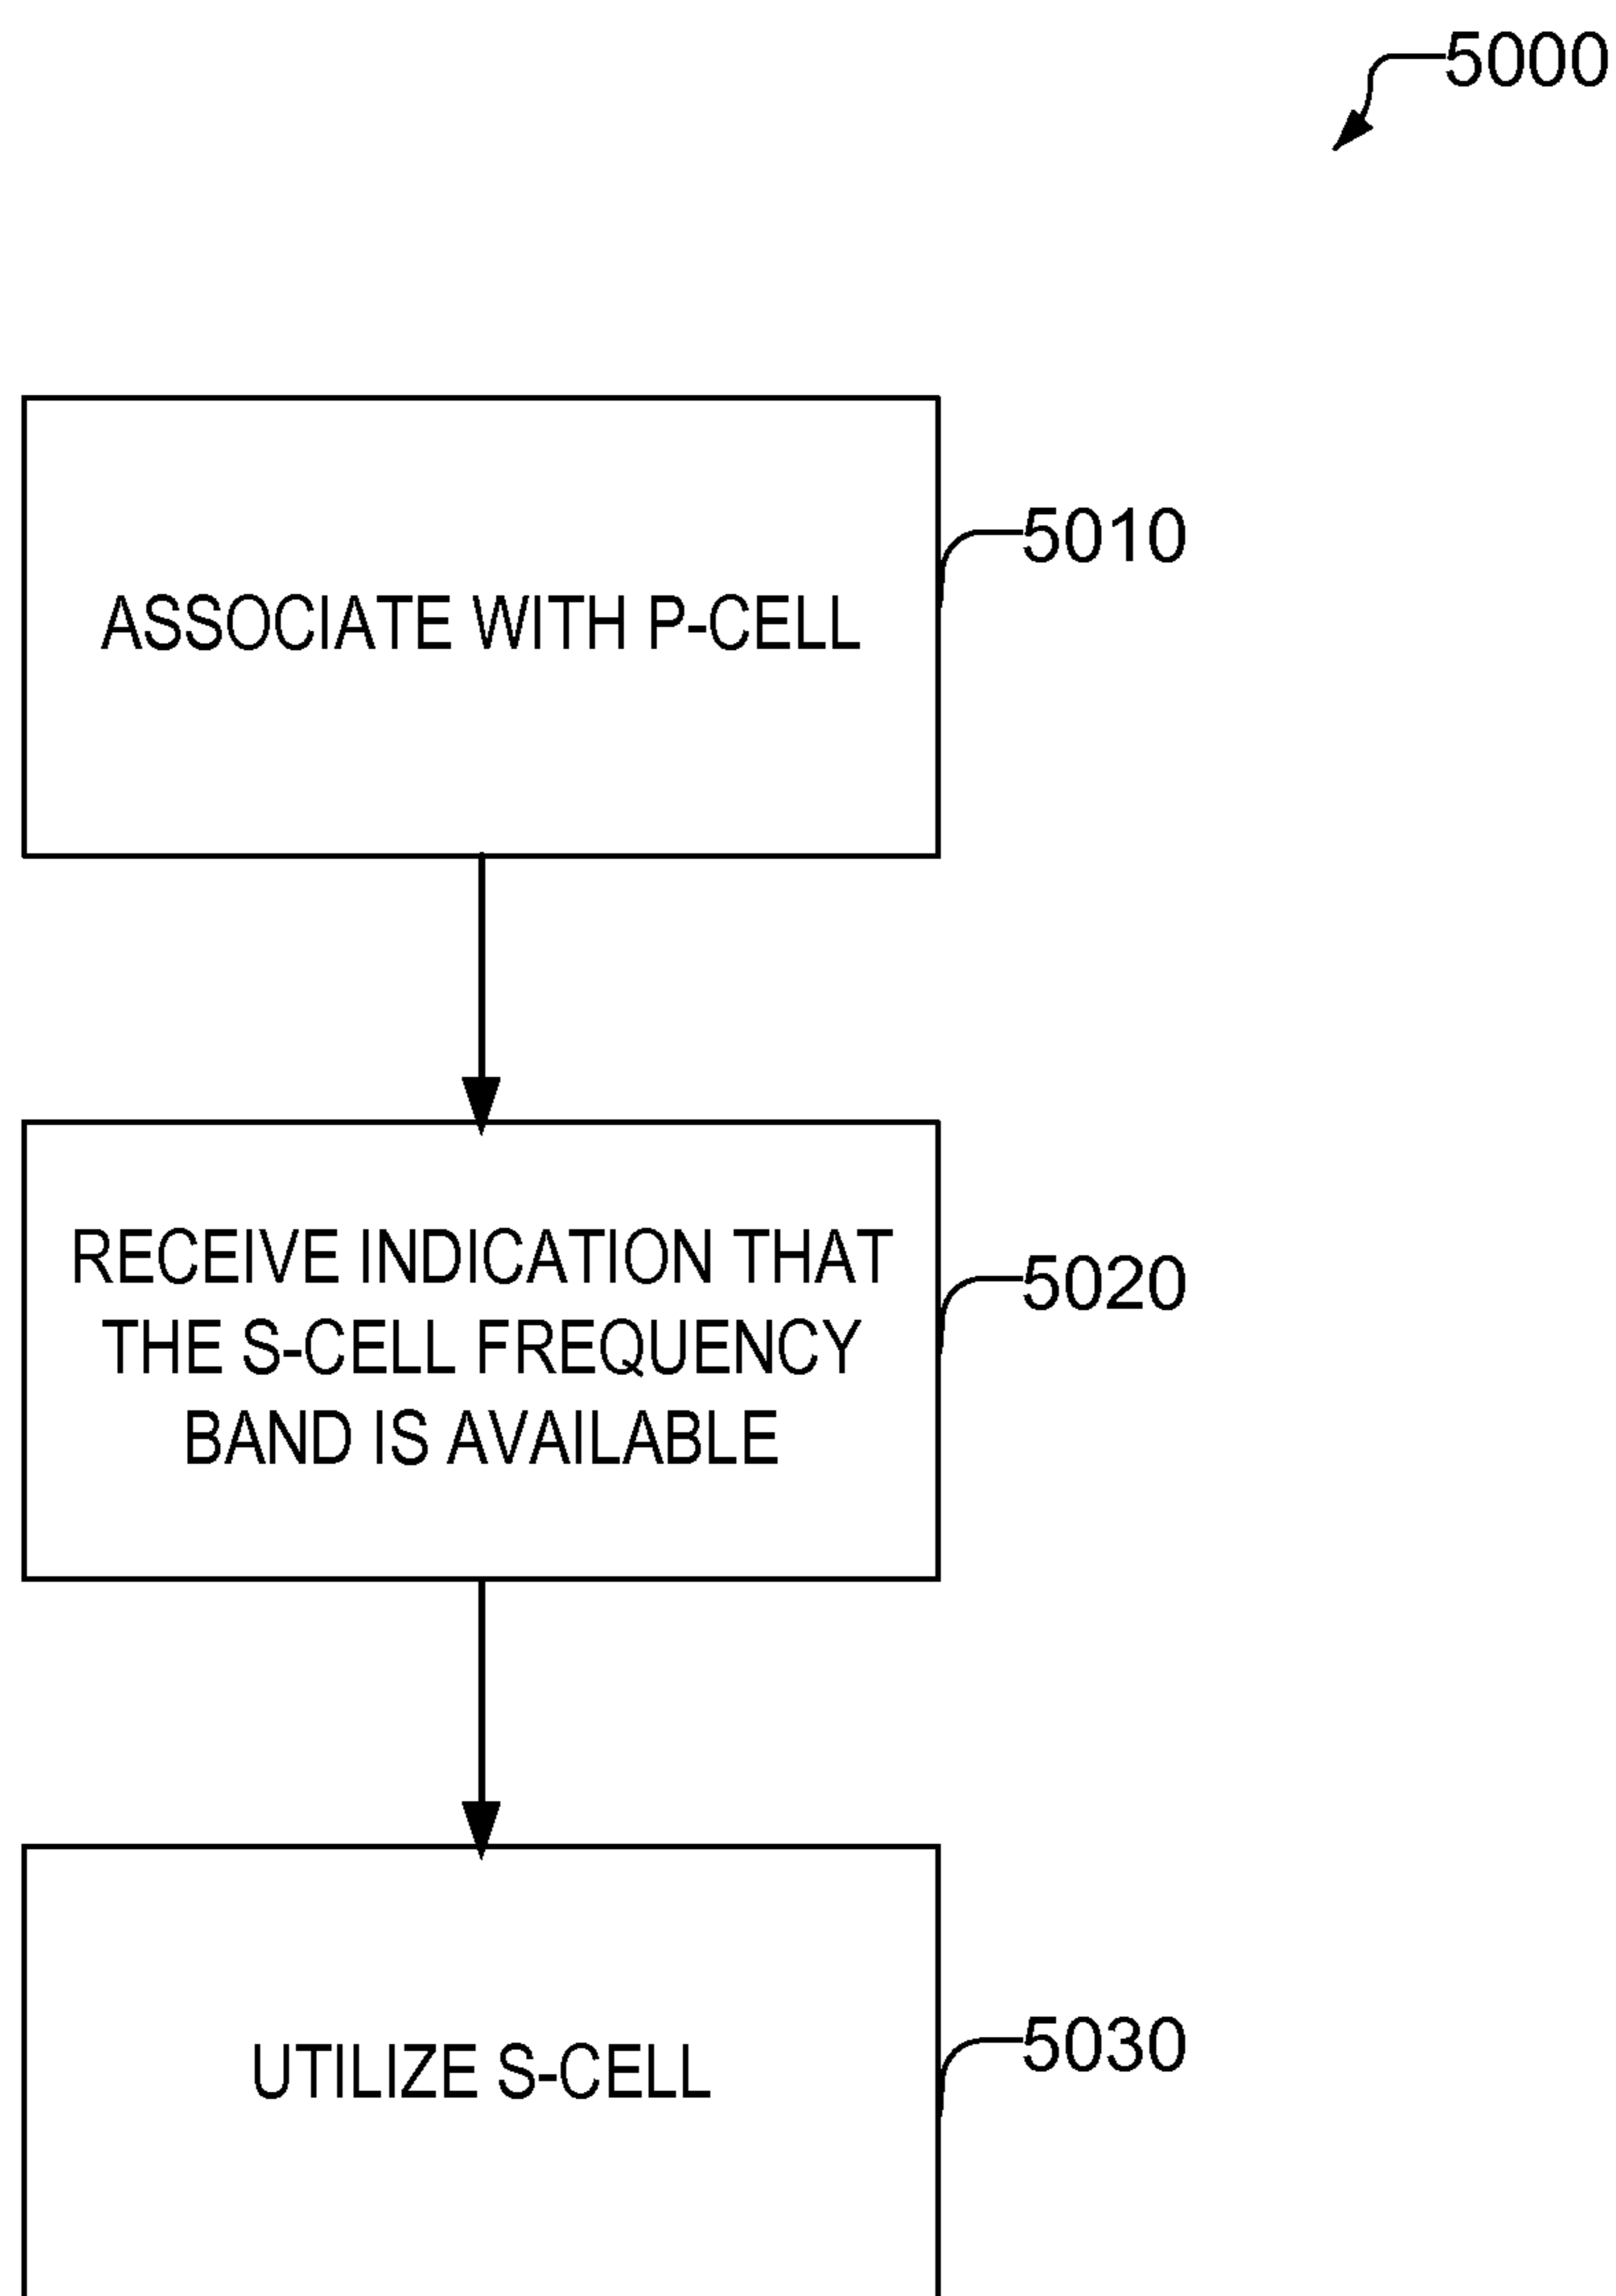 5000
5010
ASSOCIATE WITH P-CELL
5020
RECEIVE INDICATION THAT
THE S-CELL FREQUENCY
BAND IS AVAILABLE
5030
UTILIZE S-CELL